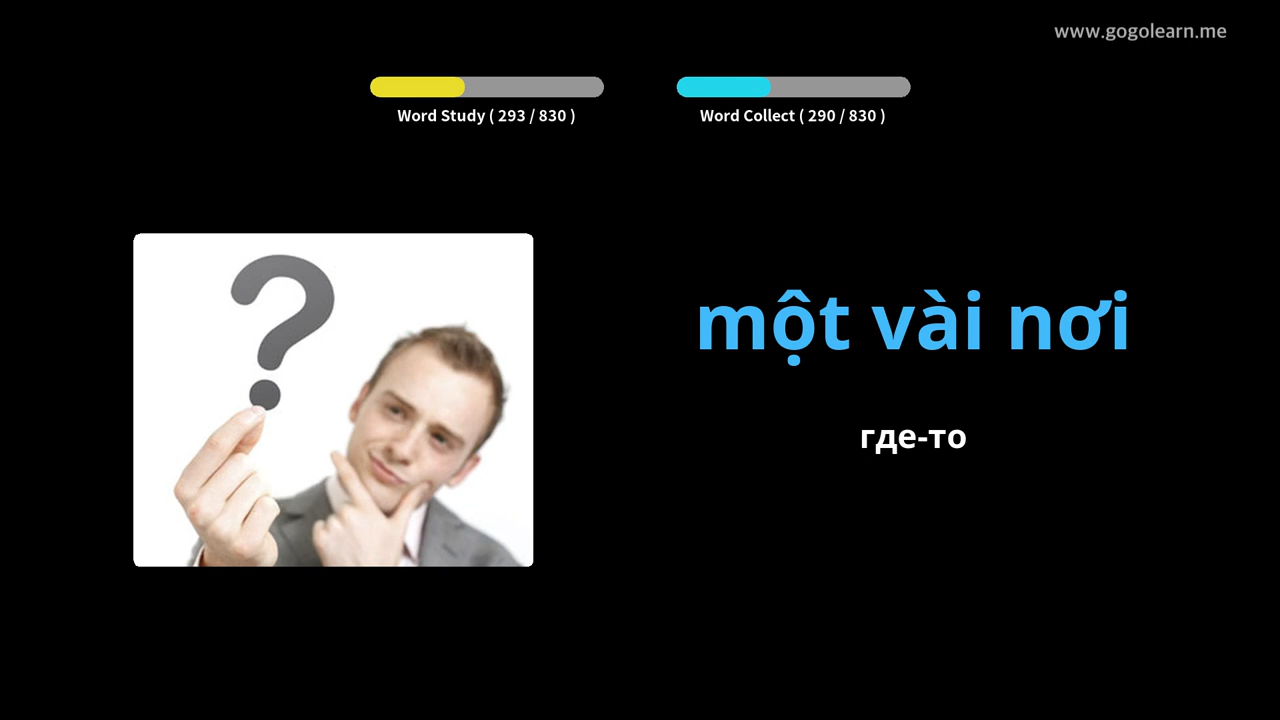 www.gogolearn.me
Word Study ( 293 / 830 )
Word Collect ( 290 / 830 )
một vài nơi
где-то